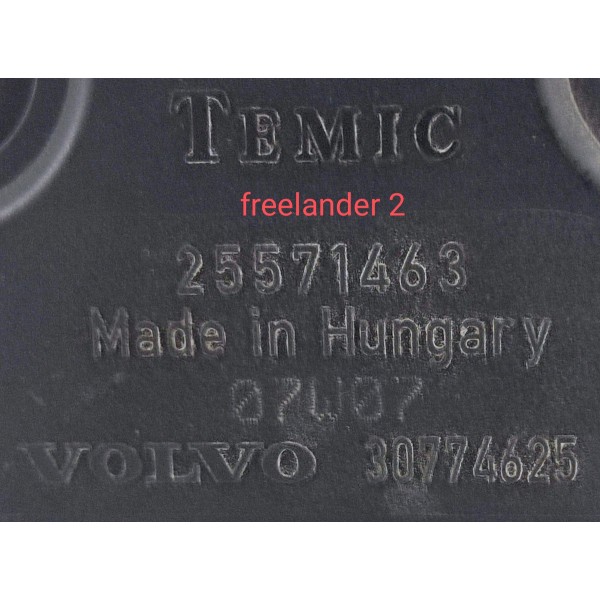 TEMIC
freelander 2
25571463
Made in Hungary
07W07
VOLVO 30774625